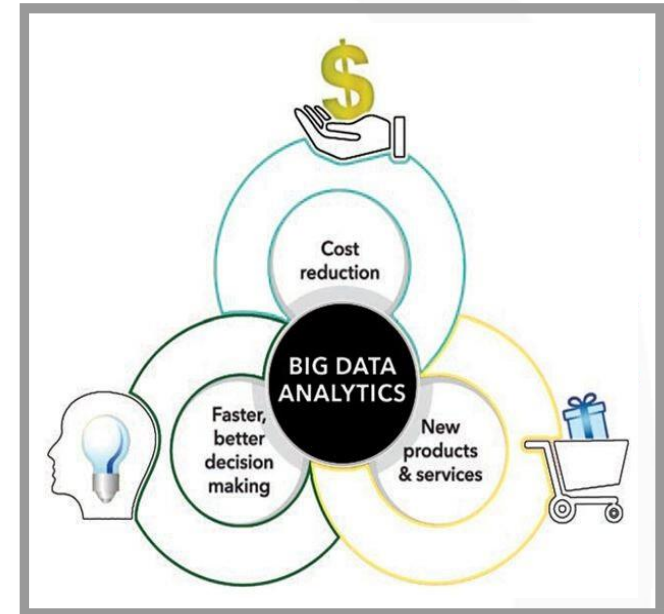 $
Cost
reduction
BIG DATA
ANALYTICS
Faster,
better
decision
making
New
products
& services